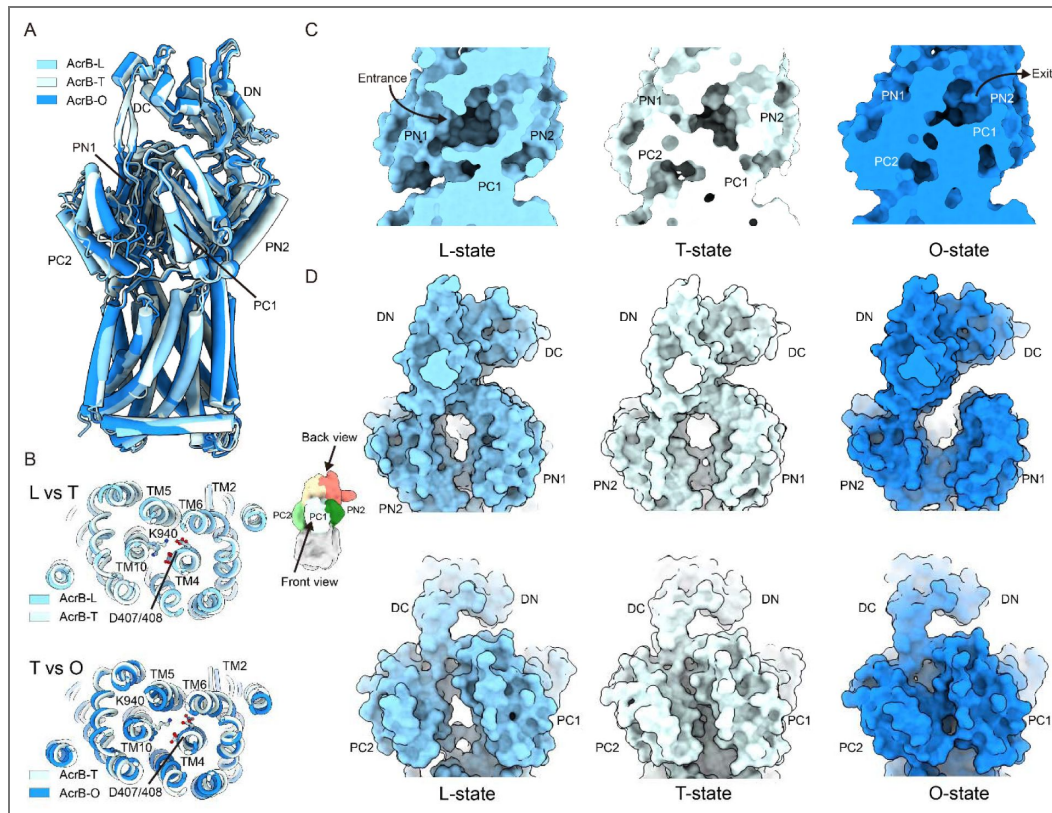 A
AcrB-L
AcrB-T
AcrB-O
DC
DN
PN1
PC2
PN2
PC1
B
L vs T
TM5
TM2
TM6
K940
TM10
TM4
D407/408
AcrB-L
AcrB-T
T vs O
TM5
TM2
TM6
K940
TM10
TM4
D407/408
AcrB-T
AcrB-O
Back view
PC2
PC1
PN2
Front view
C
Entrance
PN1
PN2
PC1
L-state
PN2
PC2
PC1
T-state
Exit
PN1
PN2
PC1
PC2
O-state
D
DN
DC
PN2
DN
DC
PN1
DN
DC
PN2
PN1
DC
DN
PC2
PC1
L-state
DC
DN
PC2
PC1
T-state
DC
DN
PC2
PC1
O-state